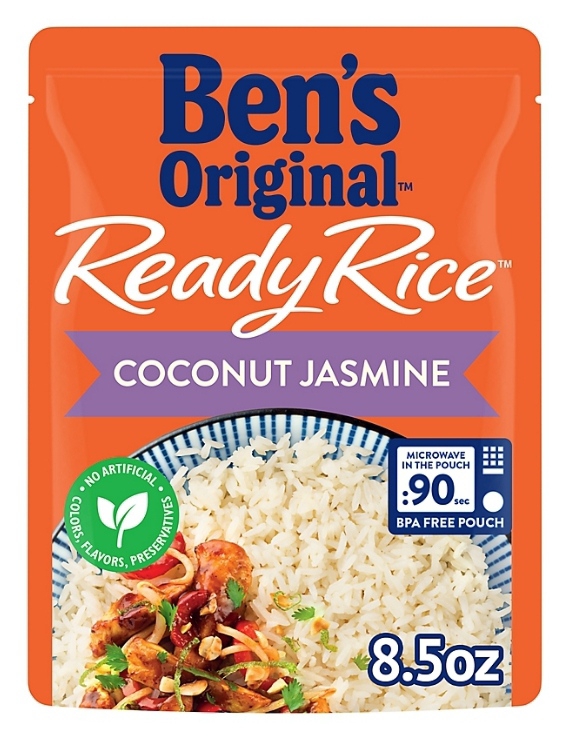 Ben's
Original™
Ready Rice™
COCONUT JASMINE
• NO ARTIFICIAL •
COLORS, FLAVORS, PRESERVATIVES
MICROWAVE
IN THE POUCH
:90 sec
BPA FREE POUCH
8.5oz